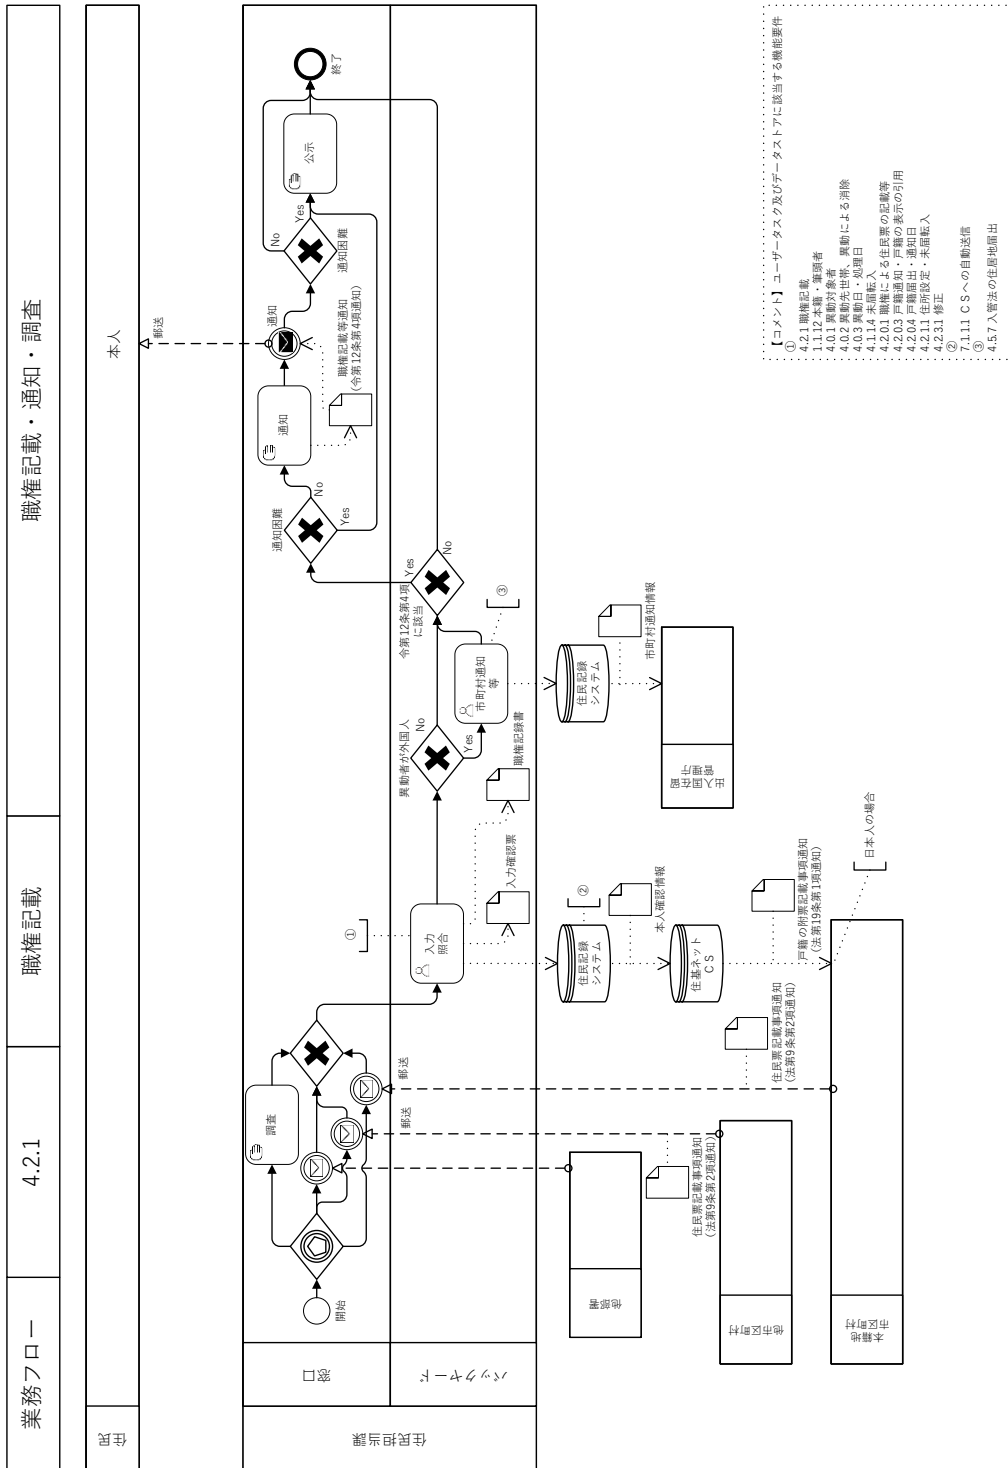 業務フロー
4.2.1
職権記載
職権記載・通知・調査
住民
本人
郵送
住民担当課
窓口
バックヤード
開始
調査
郵送
郵送
通知困難
No
Yes
通知
通知
職権記載等通知
(令第12条第4項通知)
通知困難
No
Yes
公示
終了
①
入力
照合
入力確認票
職権記録書
異動者が外国人
No
Yes
市町村通知
等
③
令第12条第4項
に該当
Yes
No
住民記録
システム
②
本人確認情報
住基ネット
CS
戸籍の附票記載事項通知
(法第19条第1項通知)
日本人の場合
住民記録
システム
市町村通知情報
出入国在留
管理庁
他部署
住民票記載事項通知
(法第9条第2項通知)
他市区町村
住民票記載事項通知
(法第9条第2項通知)
本籍地
市区町村
【コメント】ユーザータスク及びデータストアに該当する機能要件
①
4.2.1 職権記載
1.1.12 本籍・筆頭者
4.0.1 異動対象者
4.0.2 異動先世帯、異動による消除
4.0.3 異動日・処理日
4.1.1.4 未届転入
4.2.0.1 職権による住民票の記載等
4.2.0.3 戸籍通知・戸籍の表示の引用
4.2.0.4 戸籍届出・通知日
4.2.1.1 住所設定・未届転入
4.2.3.1 修正
②
7.1.1.1 CSへの自動送信
③
4.5.7 入管法の住居地届出